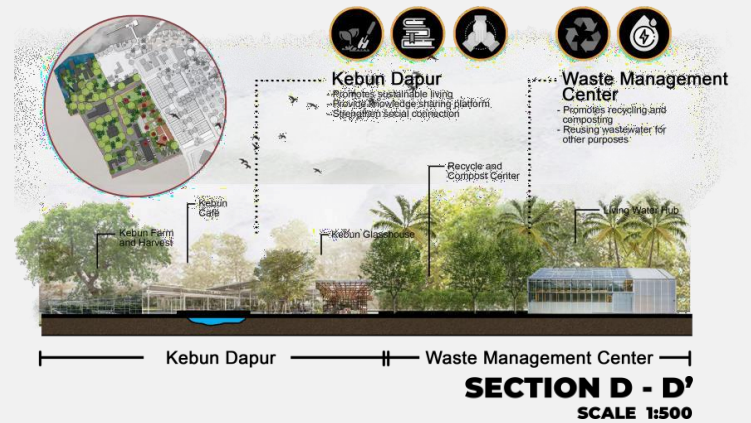 Kebun Dapur
- Promotes sustainable living
- Provide knowledge sharing platform
- Strengthen social connection
Waste Management
Center
- Promotes recycling and
composting
- Reusing wastewater for
other purposes
Recycle and
Compost Center
Kebun
Cafe
Living Water Hub
Kebun Farm
and Harvest
Kebun Glasshouse
Kebun Dapur
Waste Management Center
SECTION D - D’
SCALE 1:500